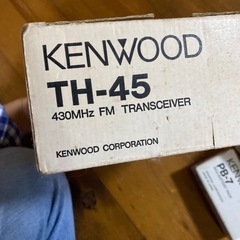 KENWOOD
TH-45
430MHz FM TRANSCEIVER
KENWOOD CORPORATION
PB-7